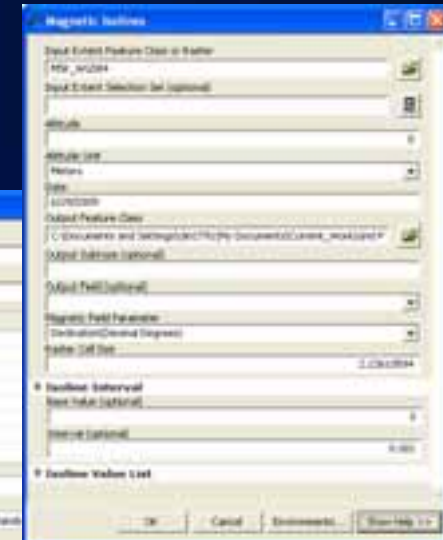 Magnetic Isolines
Input Extent Feature Class or Raster
Input Extent Selection Set (optional)
Altitude
0
Altitude Unit
Meters
Date
Output Feature Class
Output Subtype (optional)
Output Field (optional)
Magnetic Field Parameter
Declination(Decimal Degrees)
Raster Cell Size
Isoline Interval
Base Value (optional)
0
Interval (optional)
Isoline Value List
OK
Cancel
Environments...
Show Help >>